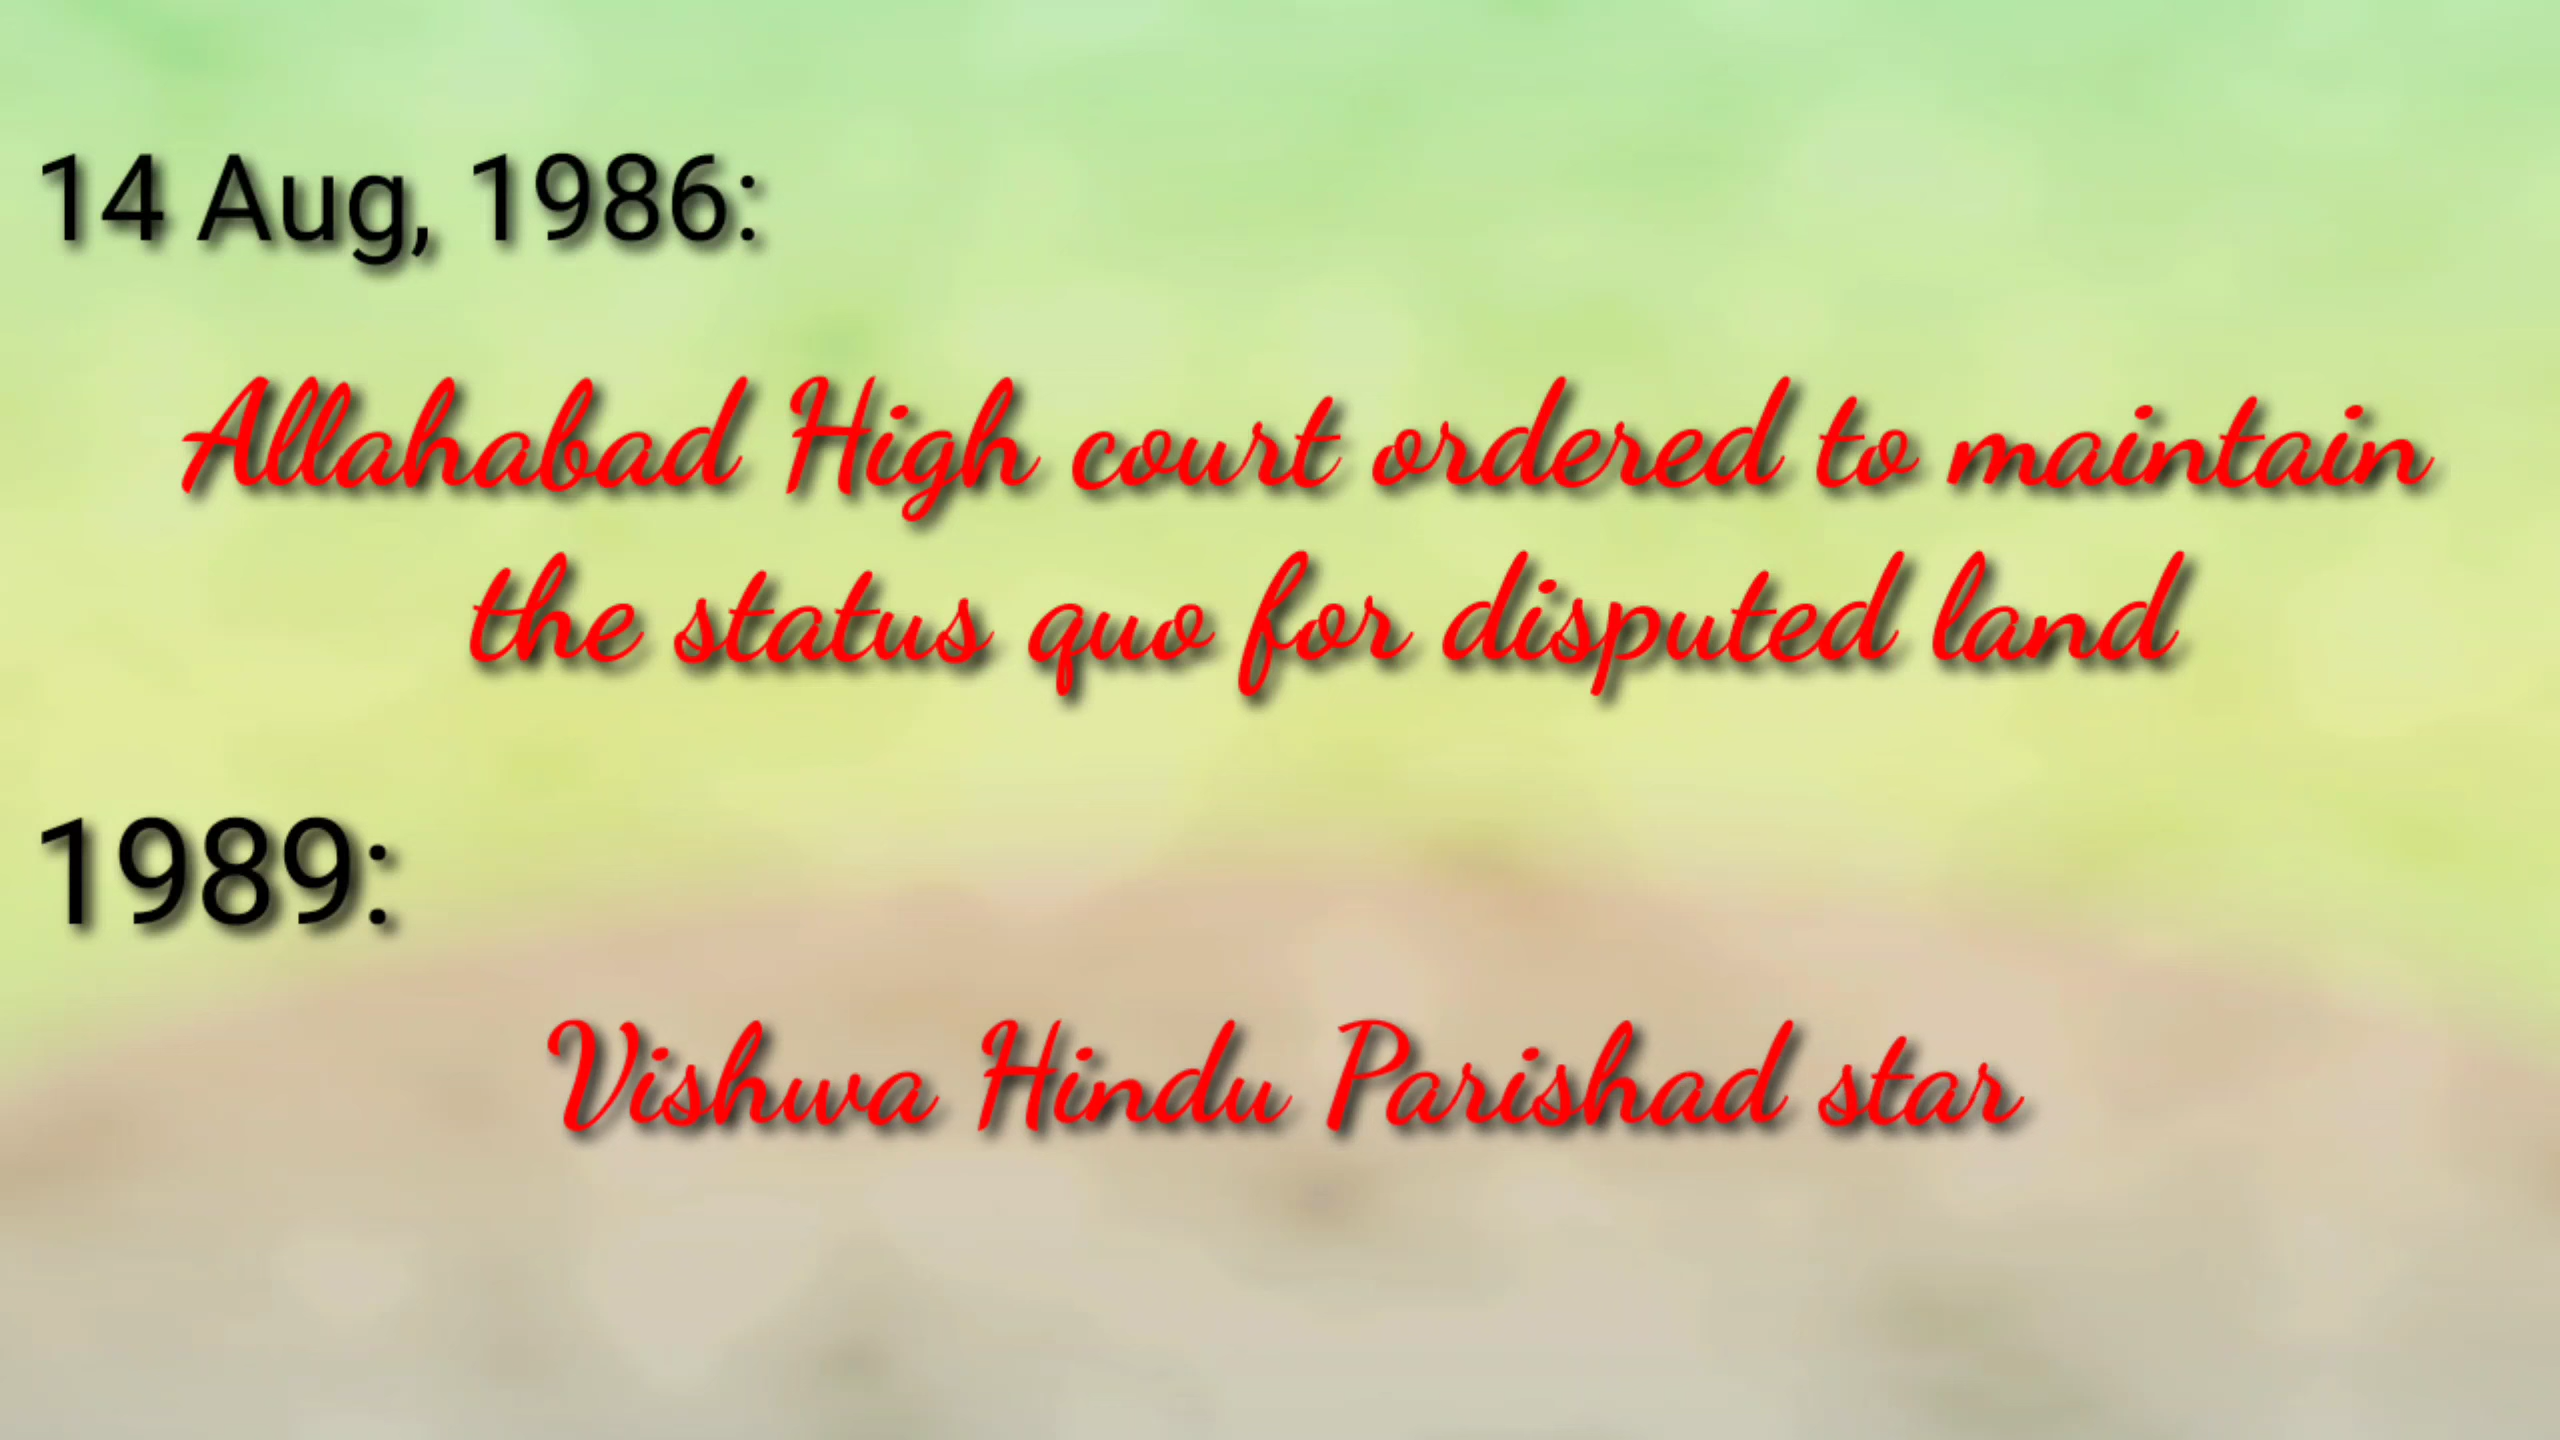 14 Aug, 1986:
Allahabad High court ordered to maintain
the status quo for disputed land
1989:
Vishwa Hindu Parishad star